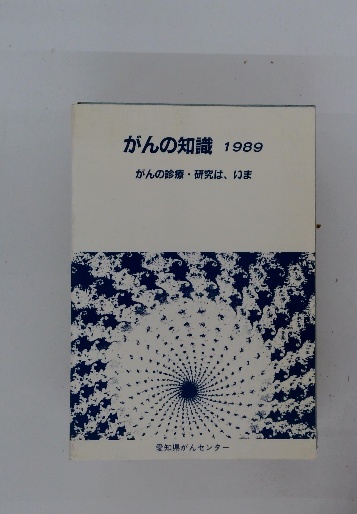 がんの知識 1989
がんの診療・研究は、いま
愛知県がんセンター